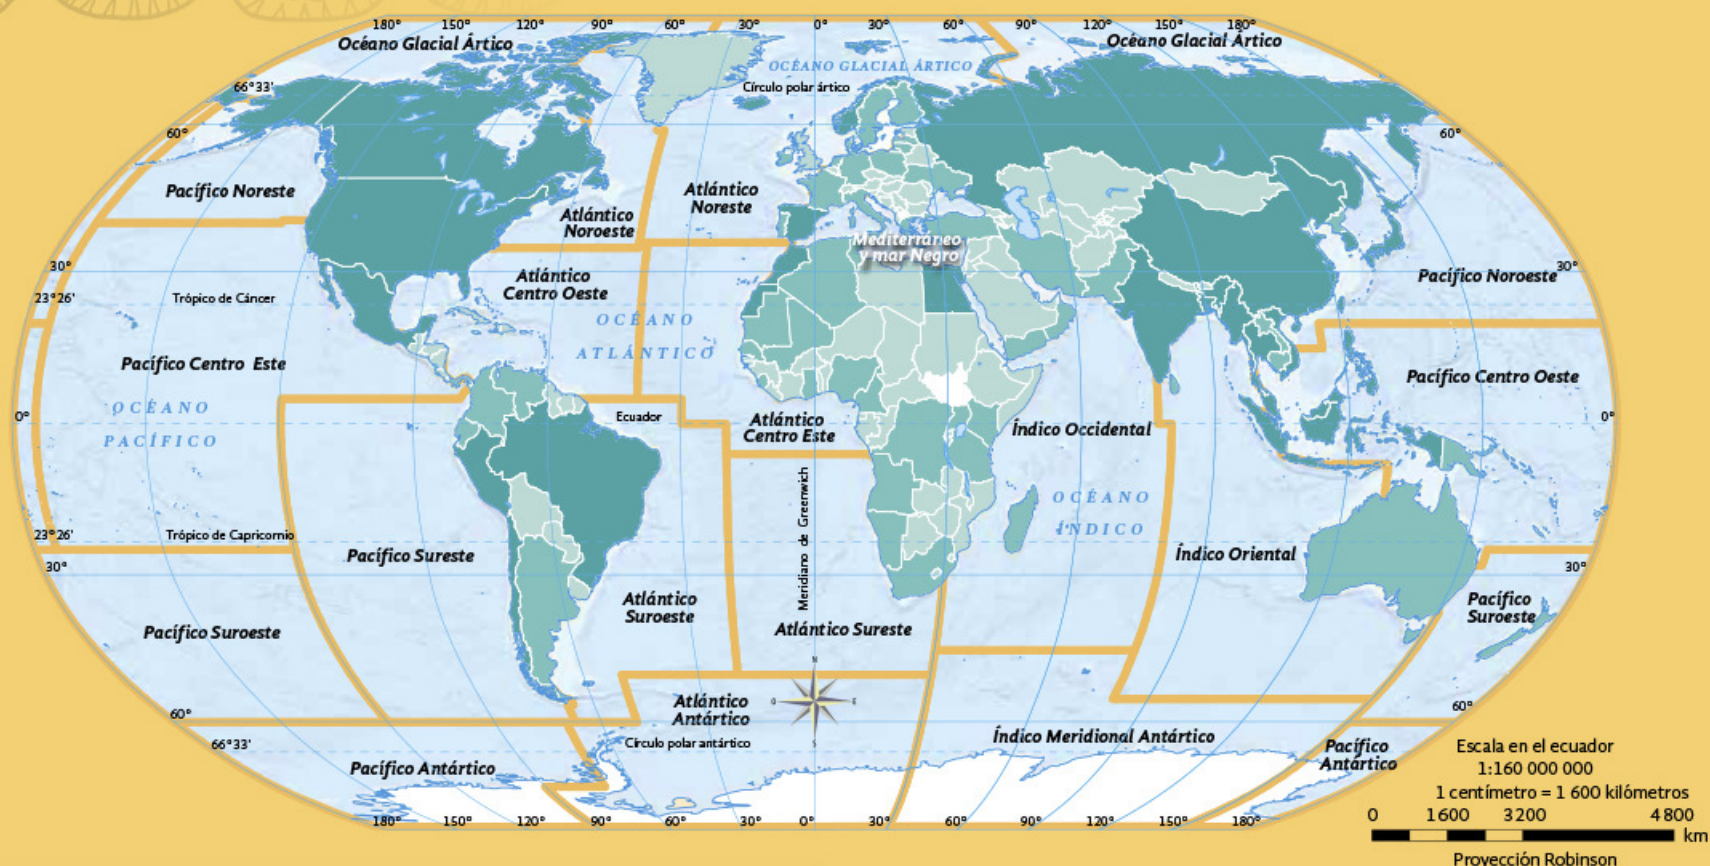 180° 150° 120° 90° 60° 30° 0° 30° 60° 90° 120° 150° 180°
Océano Glacial Ártico
Océano Glacial Ártico
OCÉANO GLACIAL ÁRTICO
Círculo polar ártico
66°33'
60°
60°
Pacífico Noreste
Atlántico
Noreste
Atlántico
Noroeste
Mediterráneo
y mar Negro
30°
30°
Pacífico Noroeste
Atlántico
Centro Oeste
23°26'
Trópico de Cáncer
OCÉANO
ATLÁNTICO
Pacífico Centro Este
Pacífico Centro Oeste
OCÉANO
PACÍFICO
0°
Ecuador
0°
Atlántico
Centro Este
Índico Occidental
Meridiano de Greenwich
OCÉANO
ÍNDICO
23°26'
Trópico de Capricornio
Pacífico Sureste
Índico Oriental
30°
30°
Atlántico
Suroeste
Pacífico
Suroeste
Pacífico Suroeste
Atlántico Sureste
N
O
E
S
Atlántico
Antártico
60°
60°
Círculo polar antártico
66°33'
Índico Meridional Antártico
Pacífico
Antártico
Pacífico Antártico
180° 150° 120° 90° 60° 30° 0° 30° 60° 90° 120° 150° 180°
Escala en el ecuador
1:160 000 000
1 centímetro = 1 600 kilómetros
0 1600 3200 4800
km
Proyección Robinson